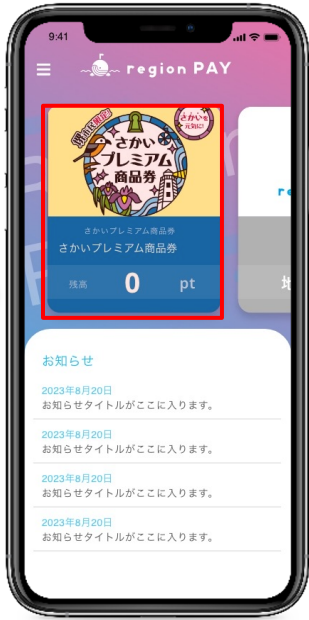 9:41
region PAY
堺市民限定!
さかいを
元気に!
さかい
プレミアム
商品券
さかいプレミアム商品券
さかいプレミアム商品券
残高 0 pt
re
地
お知らせ
2023年8月20日
お知らせタイトルがここに入ります。
2023年8月20日
お知らせタイトルがここに入ります。
2023年8月20日
お知らせタイトルがここに入ります。
2023年8月20日
お知らせタイトルがここに入ります。